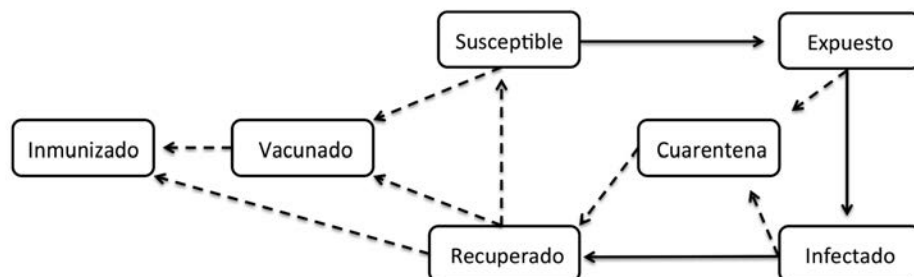 Susceptible
Expuesto
Inmunizado
Vacunado
Cuarentena
Recuperado
Infectado